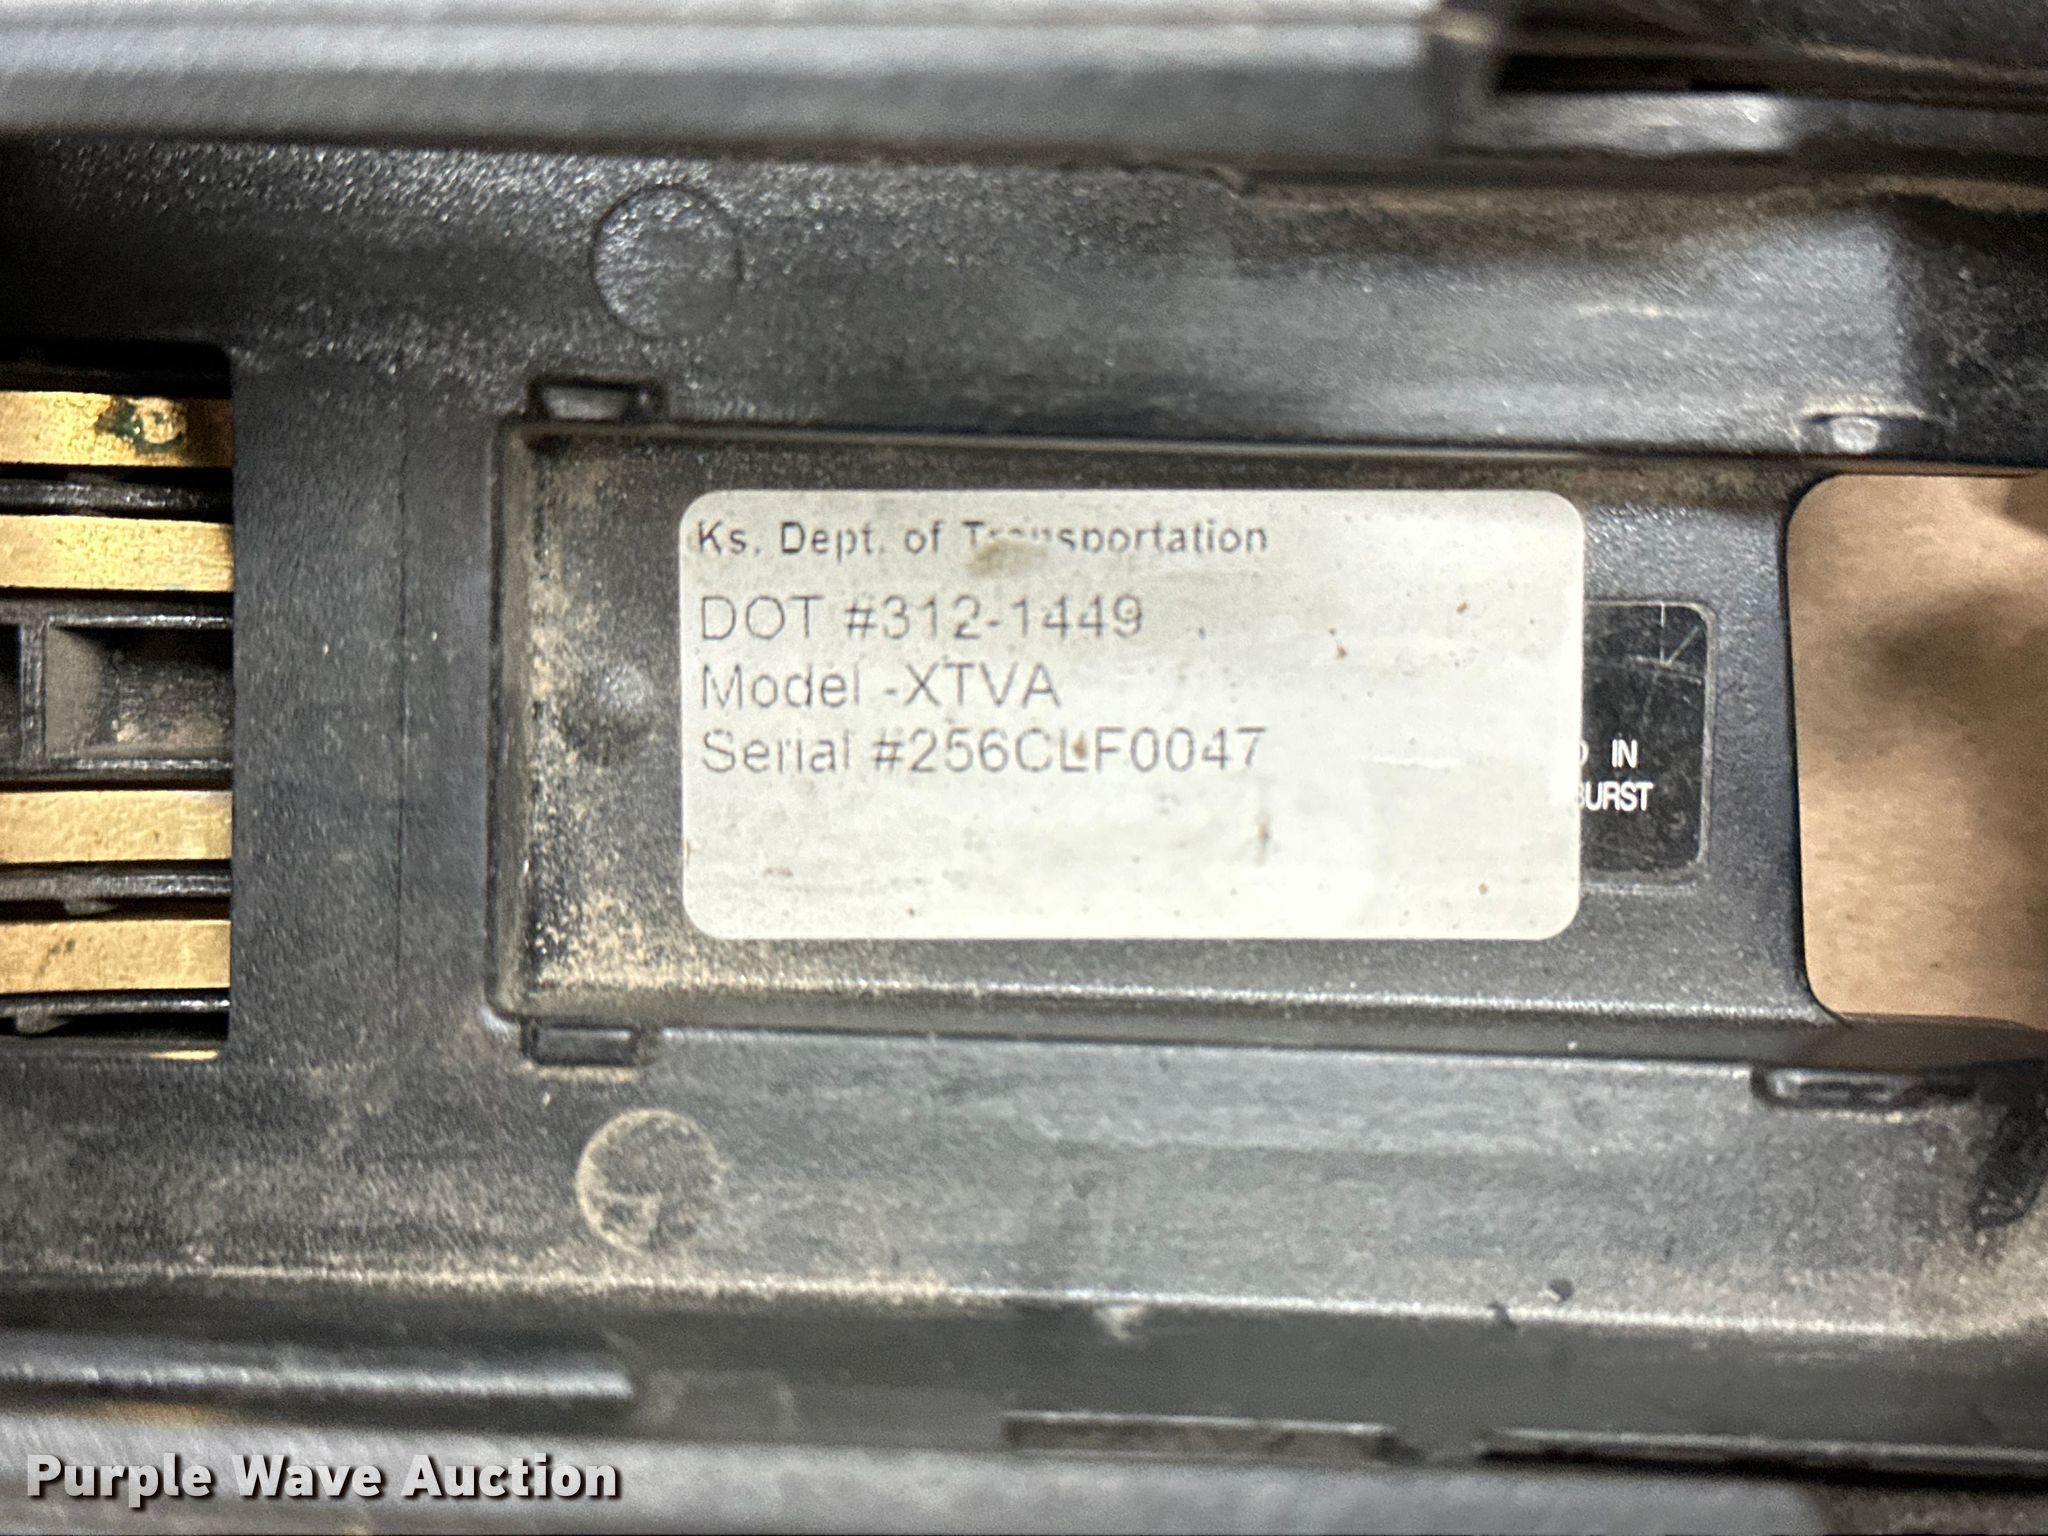 Ks. Dept. of Transportation
DOT #312-1449
Model -XTVA
Serial #256CLF0047
IN
BURST
Purple Wave Auction